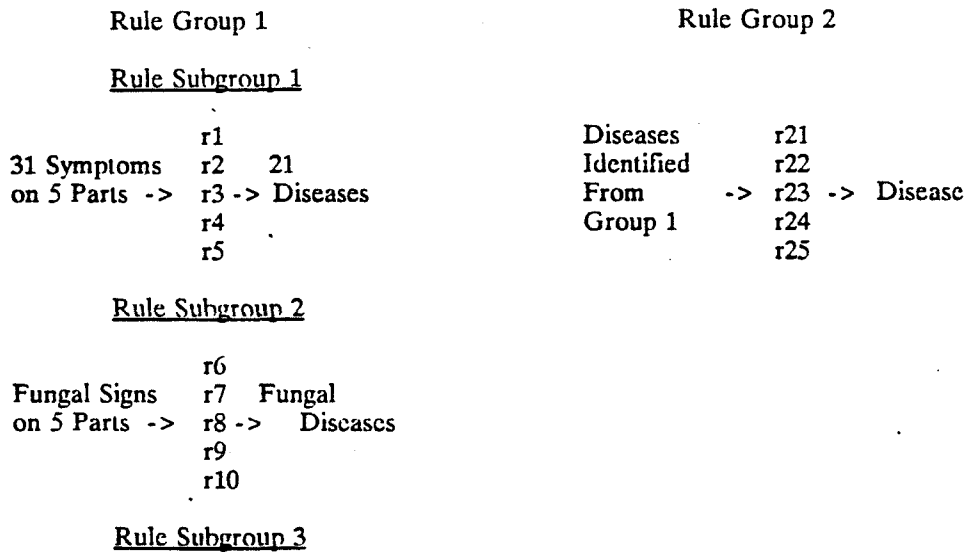 Rule Group 1
Rule Subgroup 1
r1
31 Symptoms r2 21
on 5 Parts -> r3 -> Diseases
r4
r5
Rule Subgroup 2
r6
Fungal Signs r7 Fungal
on 5 Parts -> r8 -> Diseases
r9
r10
Rule Subgroup 3
Rule Group 2
Diseases r21
Identified r22
From -> r23 -> Disease
Group 1 r24
r25